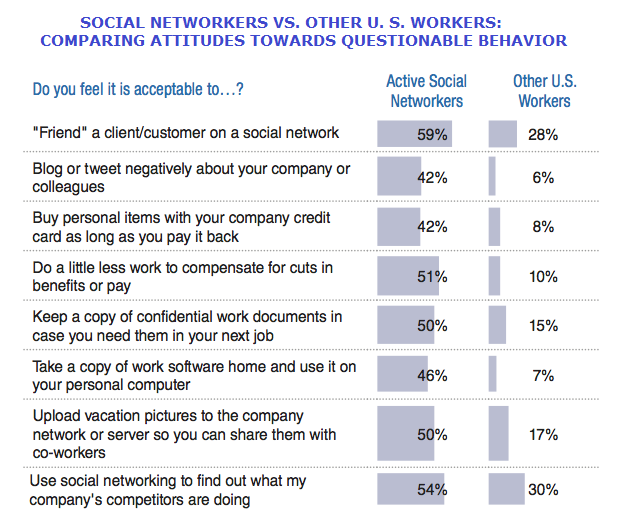 SOCIAL NETWORKERS VS. OTHER U. S. WORKERS:
COMPARING ATTITUDES TOWARDS QUESTIONABLE BEHAVIOR
Do you feel it is acceptable to…?
Active Social
Networkers
Other U.S.
Workers
"Friend" a client/customer on a social network
59%
28%
Blog or tweet negatively about your company or
colleagues
42%
6%
Buy personal items with your company credit
card as long as you pay it back
42%
8%
Do a little less work to compensate for cuts in
benefits or pay
51%
10%
Keep a copy of confidential work documents in
case you need them in your next job
50%
15%
Take a copy of work software home and use it on
your personal computer
46%
7%
Upload vacation pictures to the company
network or server so you can share them with
co-workers
50%
17%
Use social networking to find out what my
company's competitors are doing
54%
30%